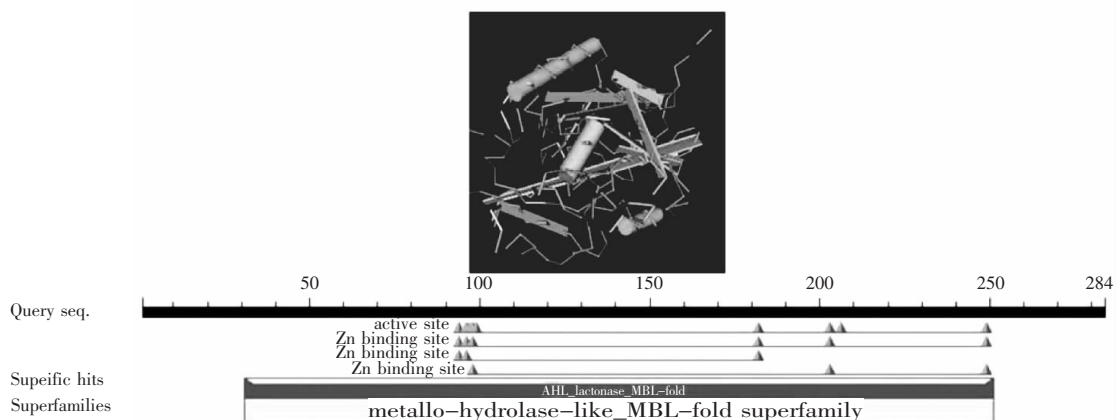 50 100 150 200 250 284
Query seq.
active site
Zn binding site
Zn binding site
Zn binding site
Supeific hits
AHL_lactonase_MBL-fold
Superfamilies
metallo-hydrolase-like_MBL-fold superfamily